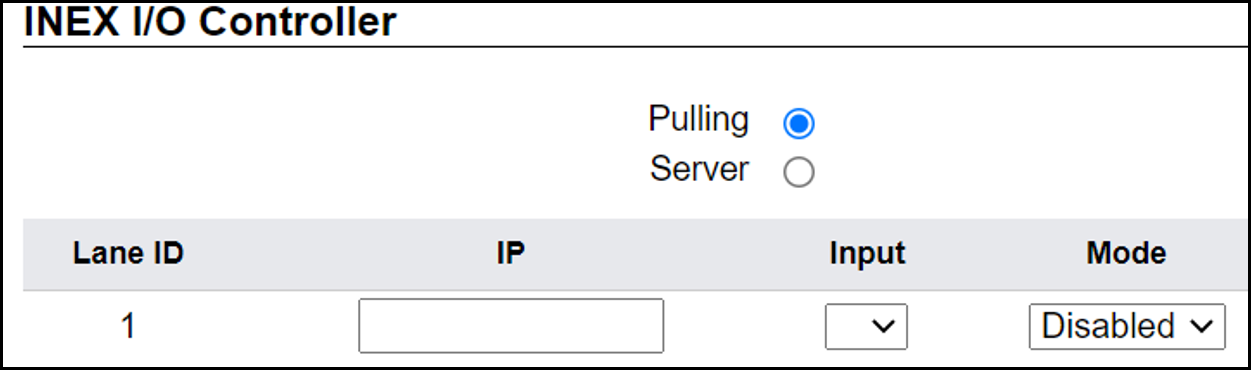 INEX I/O Controller
Pulling
Server
Lane ID IP Input Mode
1 Disabled